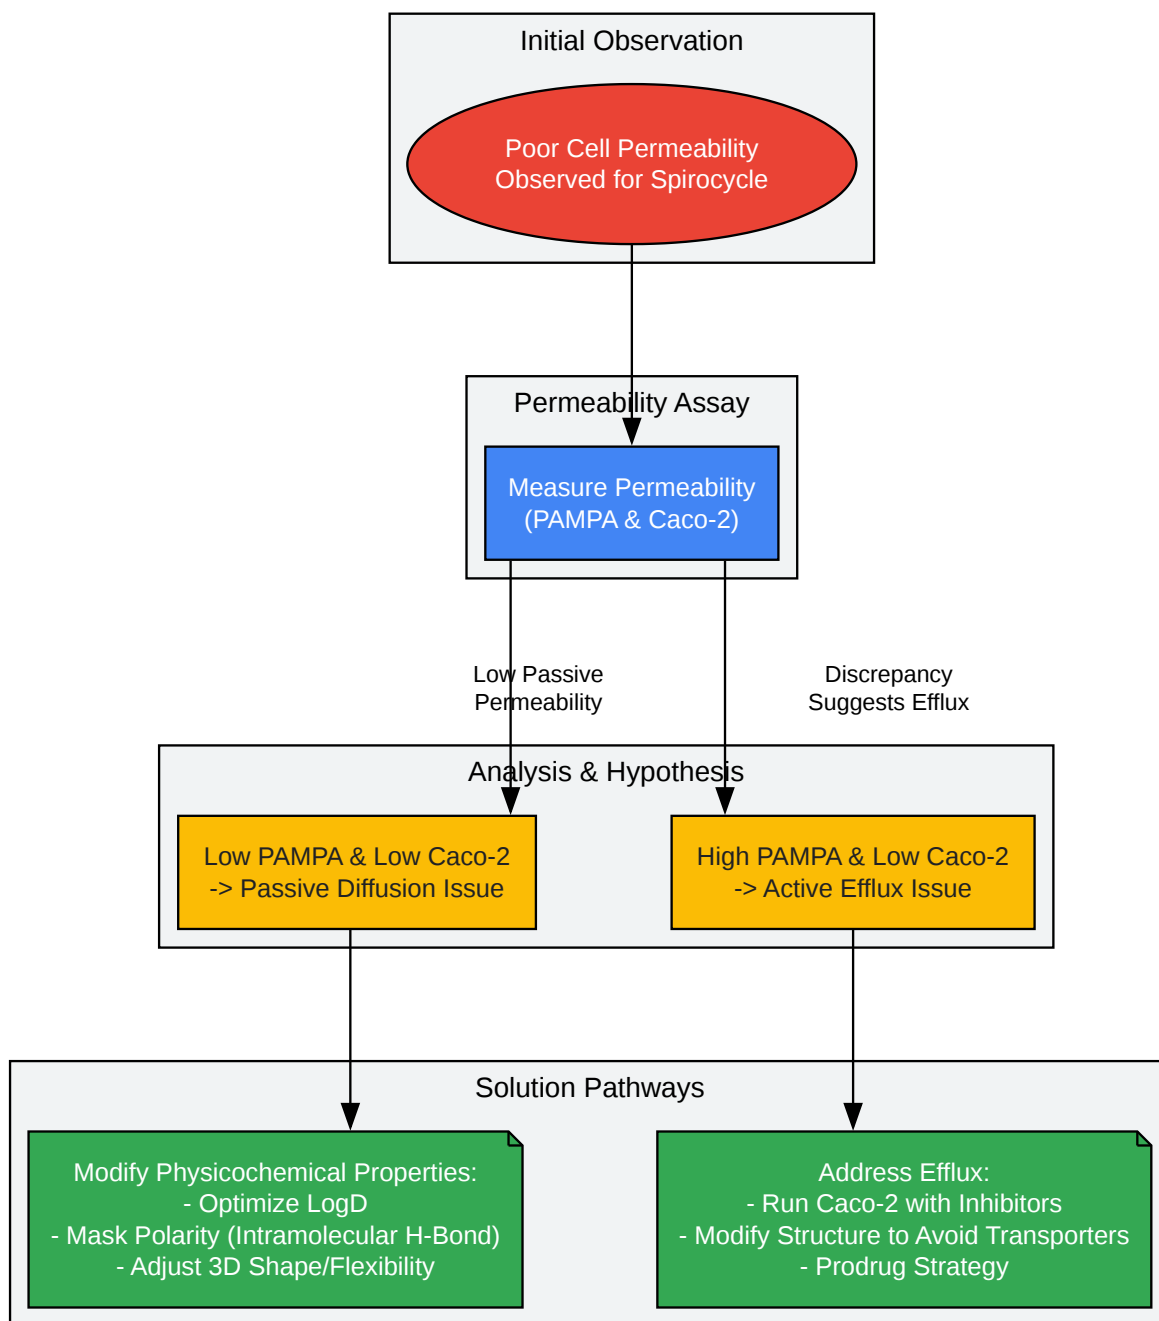 Initial Observation
Poor Cell Permeability
Observed for Spirocycle
Permeability Assay
Measure Permeability
(PAMPA & Caco-2)
Low Passive
Permeability
Discrepancy
Suggests Efflux
Analysis & Hypothesis
Low PAMPA & Low Caco-2
-> Passive Diffusion Issue
High PAMPA & Low Caco-2
-> Active Efflux Issue
Solution Pathways
Modify Physicochemical Properties:
- Optimize LogD
- Mask Polarity (Intramolecular H-Bond)
- Adjust 3D Shape/Flexibility
Address Efflux:
- Run Caco-2 with Inhibitors
- Modify Structure to Avoid Transporters
- Prodrug Strategy